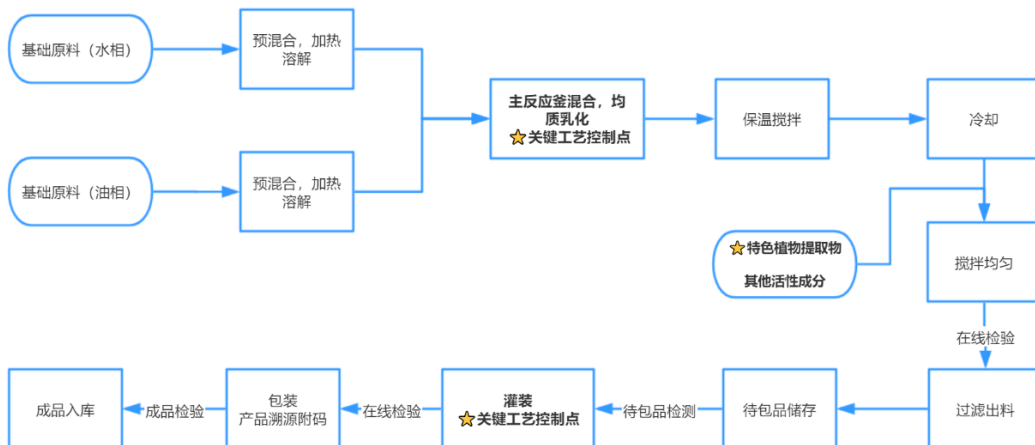 基础原料（水相）
预混合，加热
溶解
基础原料（油相）
预混合，加热
溶解
主反应釜混合，均
质乳化
⭐关键工艺控制点
保温搅拌
冷却
⭐特色植物提取物
其他活性成分
搅拌均匀
在线检验
过滤出料
待包品储存
待包品检测
灌装
⭐关键工艺控制点
在线检验
包装
产品溯源附码
成品检验
成品入库